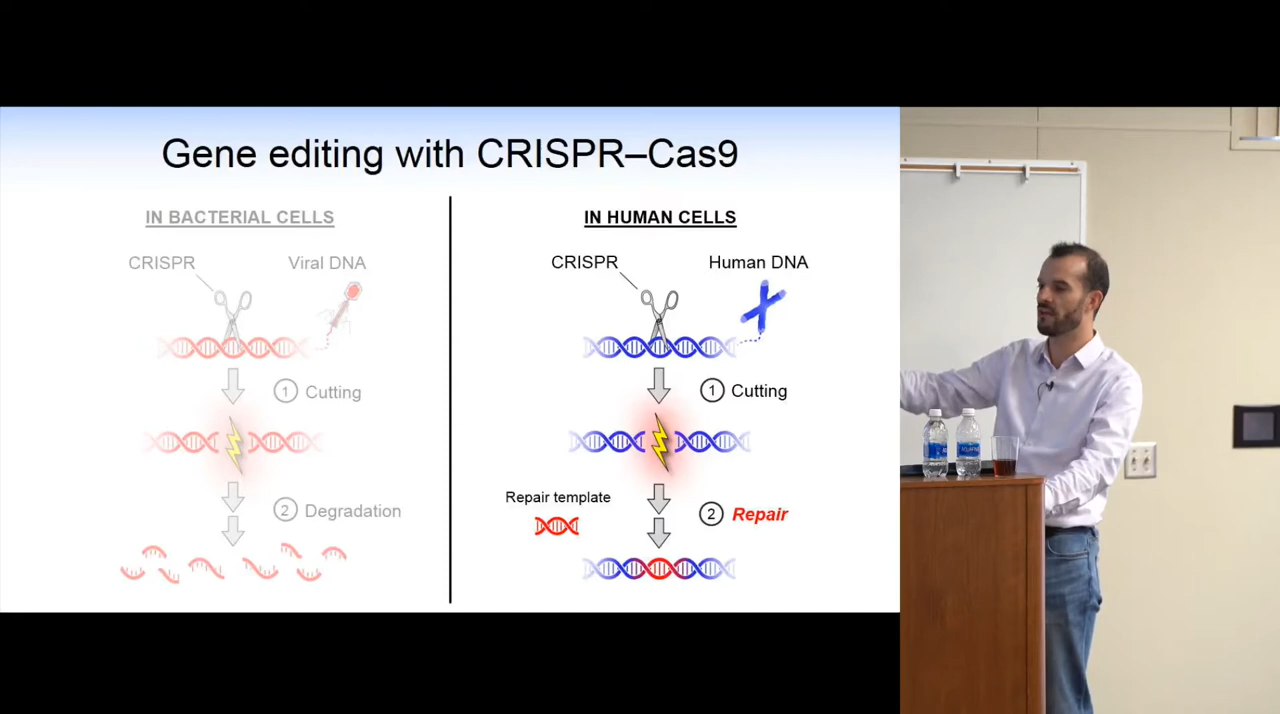 Gene editing with CRISPR–Cas9
IN BACTERIAL CELLS
CRISPR
Viral DNA
1 Cutting
2 Degradation
IN HUMAN CELLS
CRISPR
Human DNA
1 Cutting
Repair template
2 Repair